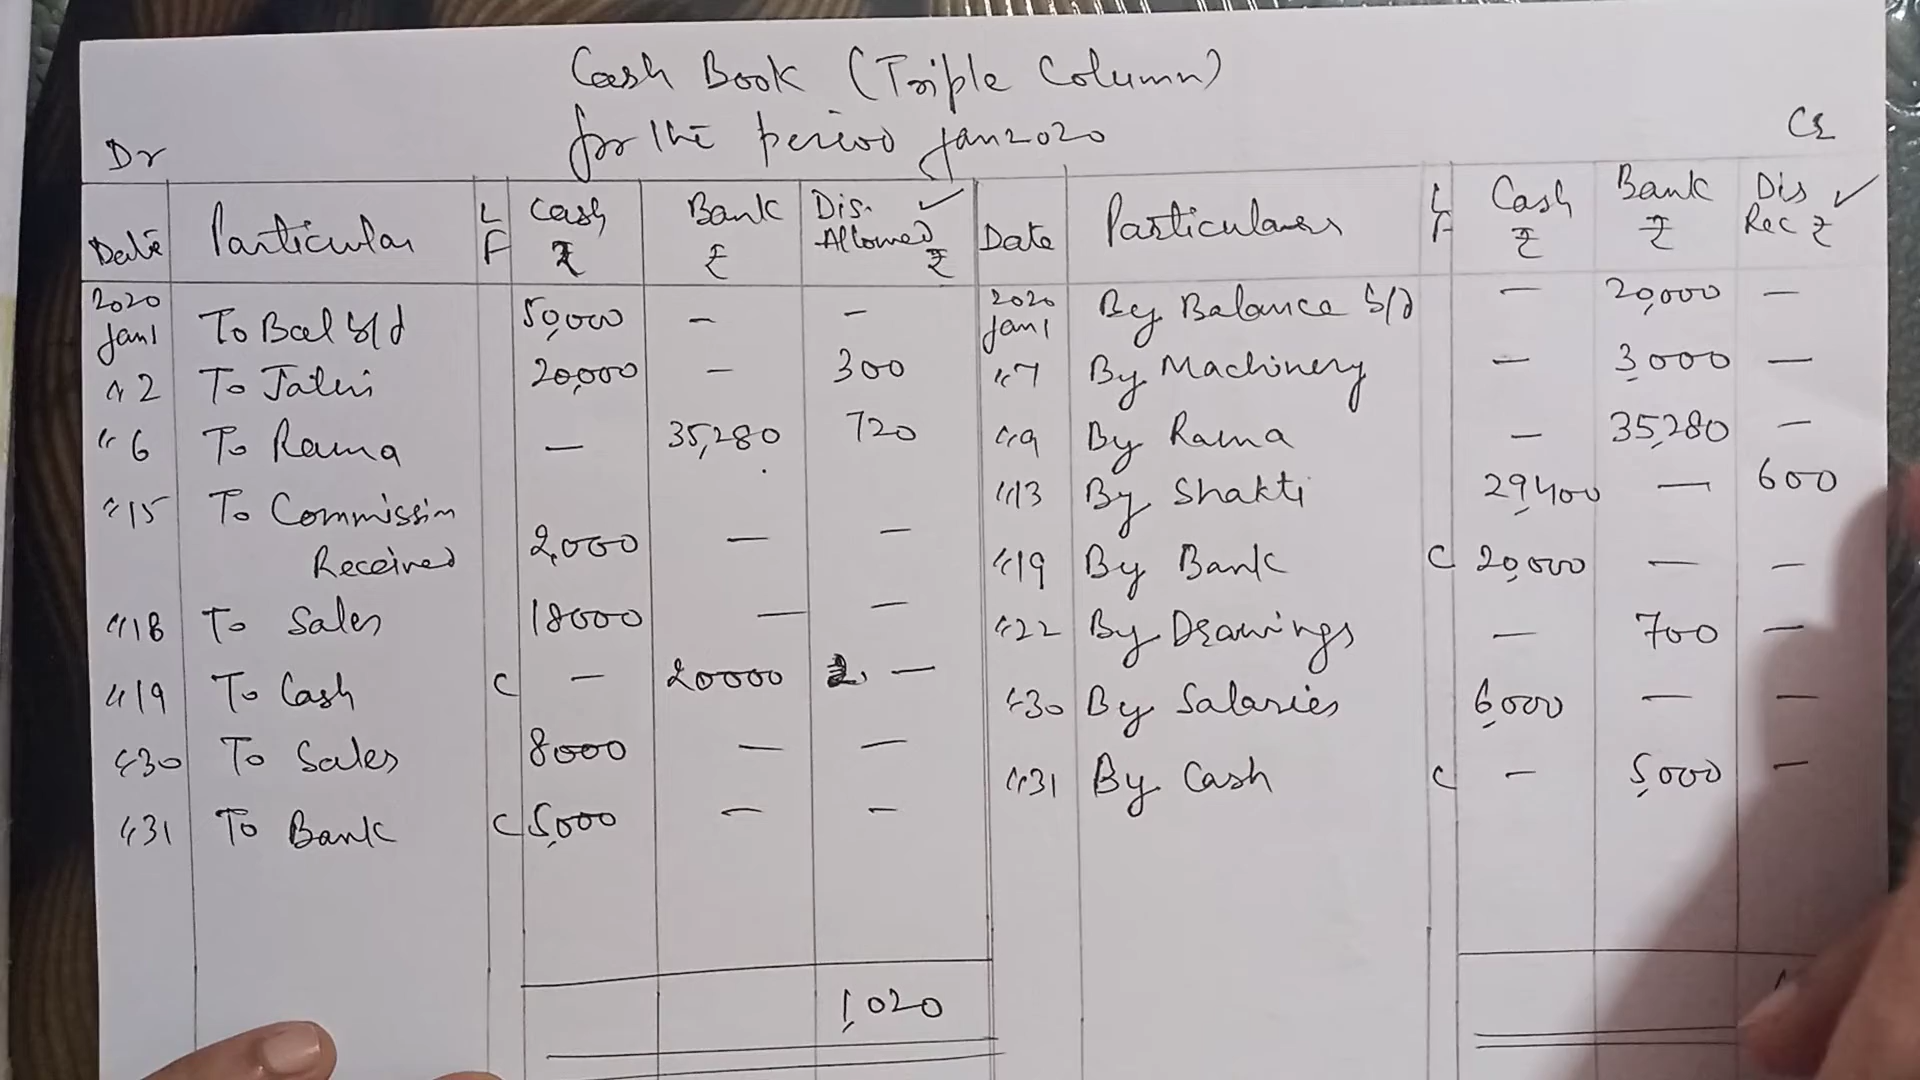 Cash Book (Triple Column)
for the period Jan 2020
Dr
Cr
Date Particular LF Cash ₹ Bank ₹ Dis. Allowed ₹ ✓ Date Particulars LF Cash ₹ Bank ₹ Dis Rec ₹ ✓
2020 Jan 1 To Bal b/d 50,000 — — 2020 Jan 1 By Balance b/d — 20,000 —
"2 To Jatin 20,000 — 300 "7 By Machinery — 3,000 —
"6 To Rama — 35,280 720 "9 By Rama — 35,280 —
"15 To Commission "13 By Shakti 29,400 — 600
Received 2,000 — — "19 By Bank C 20,000 — —
"18 To Sales 18000 — — "22 By Drawings — 700 —
"19 To Cash C — 20000 — "30 By Salaries 6,000 — —
"30 To Sales 8000 — — "31 By Cash C — 5,000 —
"31 To Bank C 5,000 — —
1,020